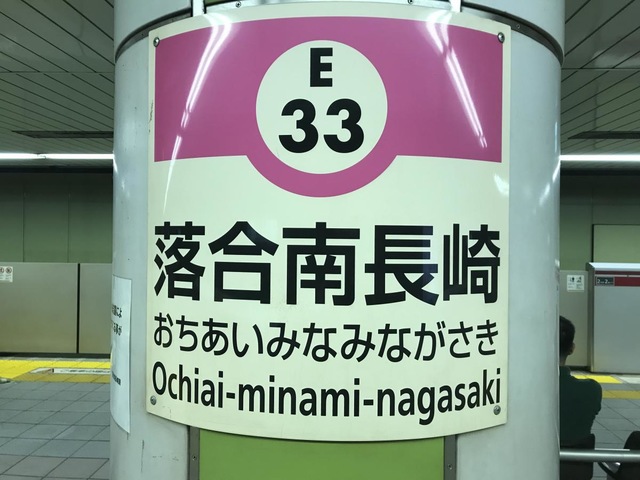 E
33
落合南長崎
おちあいみなみながさき
Ochiai-minami-nagasaki